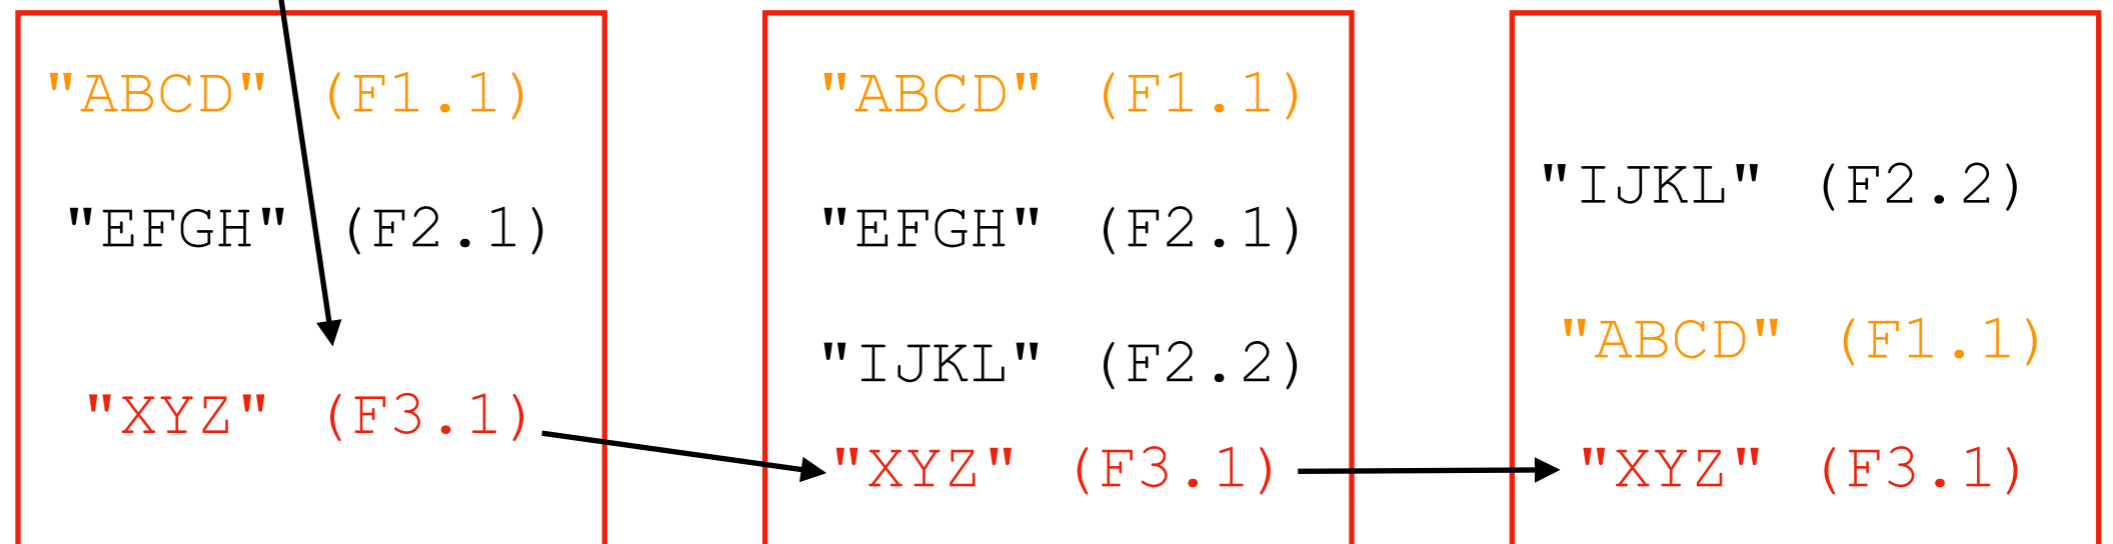 "ABCD" (F1.1)
"EFGH" (F2.1)
"XYZ" (F3.1)
"ABCD" (F1.1)
"EFGH" (F2.1)
"IJKL" (F2.2)
"XYZ" (F3.1)
"IJKL" (F2.2)
"ABCD" (F1.1)
"XYZ" (F3.1)